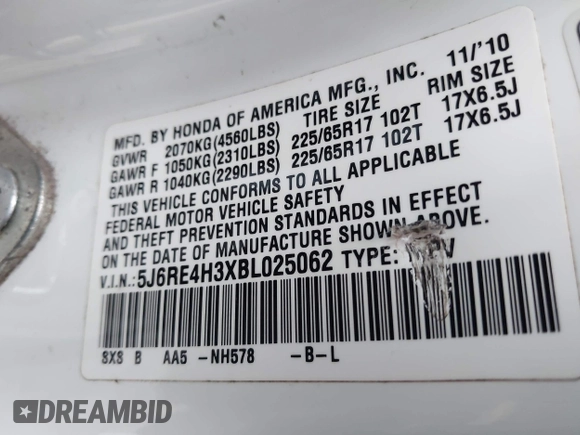 MFD. BY HONDA OF AMERICA MFG., INC. 11/'10
GVWR 2070KG(4560LBS) TIRE SIZE RIM SIZE
GAWR F 1050KG(2310LBS) 225/65R17 102T 17X6.5J
GAWR R 1040KG(2290LBS) 225/65R17 102T 17X6.5J
THIS VEHICLE CONFORMS TO ALL APPLICABLE
FEDERAL MOTOR VEHICLE SAFETY
AND THEFT PREVENTION STANDARDS IN EFFECT
ON THE DATE OF MANUFACTURE SHOWN ABOVE.
V.I.N.:5J6RE4H3XBL025062 TYPE:
8X8 B AA5 -NH578 -B-L
DREAMBID